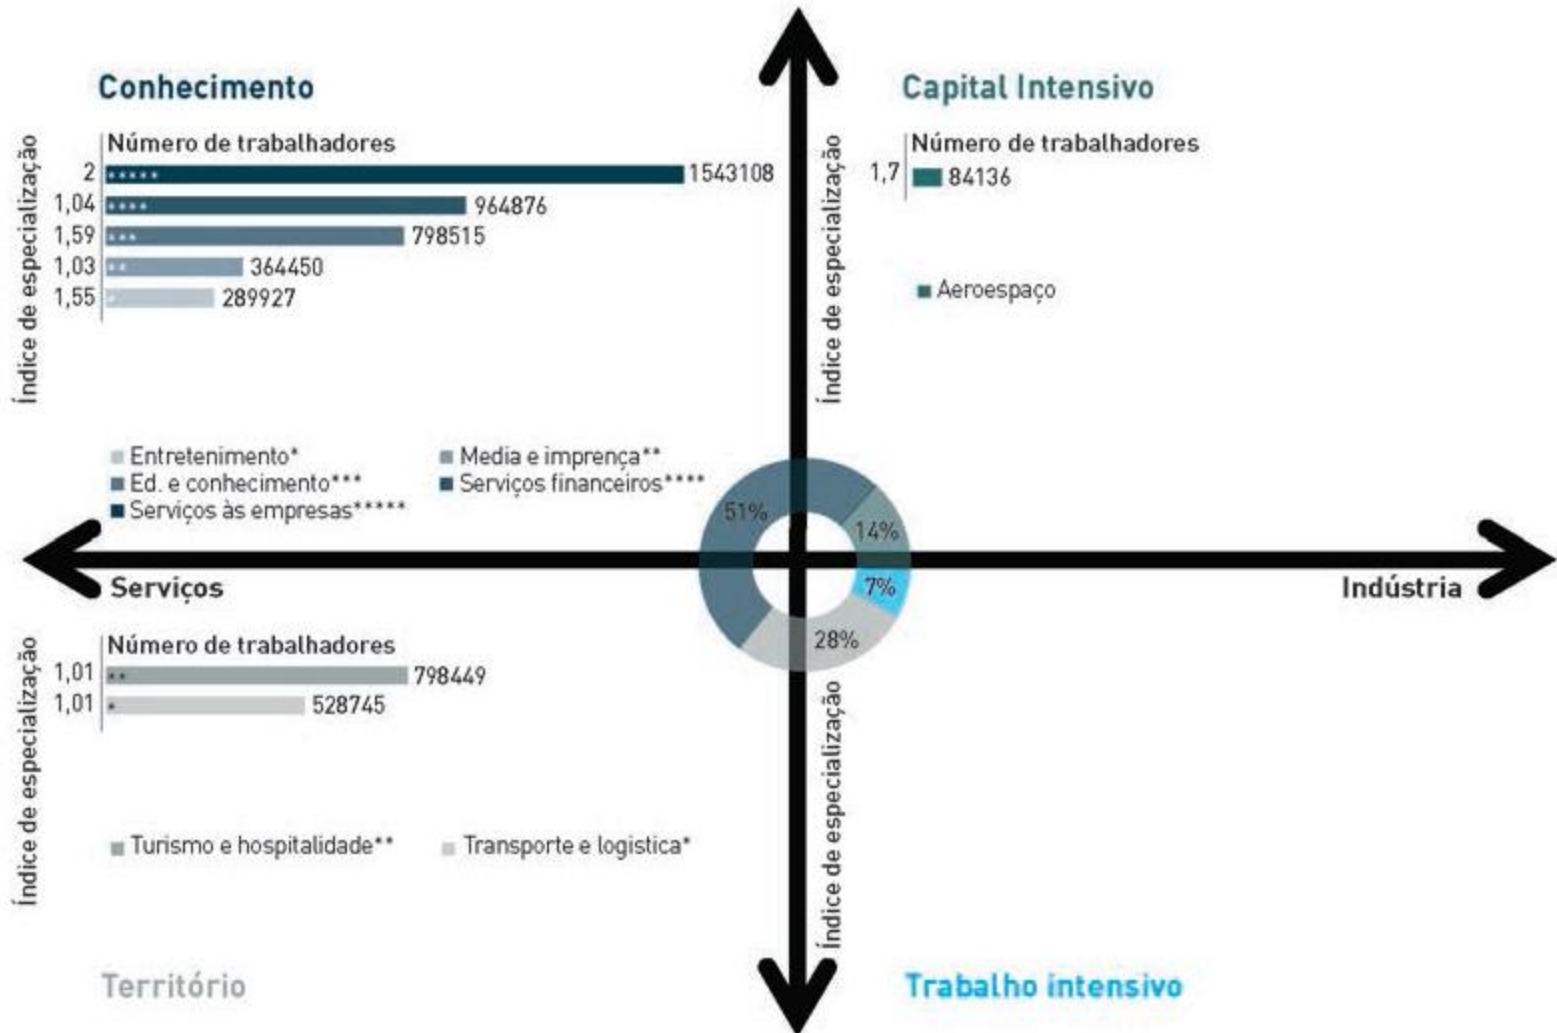 Conhecimento
Índice de especialização
Número de trabalhadores
2 ***** 1543108
1,04 **** 964876
1,59 *** 798515
1,03 ** 364450
1,55 * 289927
Entretenimento* Media e imprença**
Ed. e conhecimento*** Serviços financeiros****
Serviços às empresas*****
Capital Intensivo
Índice de especialização
Número de trabalhadores
1,7 84136
Aeroespaço
51%
14%
7%
28%
Serviços
Indústria
Índice de especialização
Número de trabalhadores
1,01 ** 798449
1,01 * 528745
Turismo e hospitalidade** Transporte e logistica*
Território
Índice de especialização
Trabalho intensivo